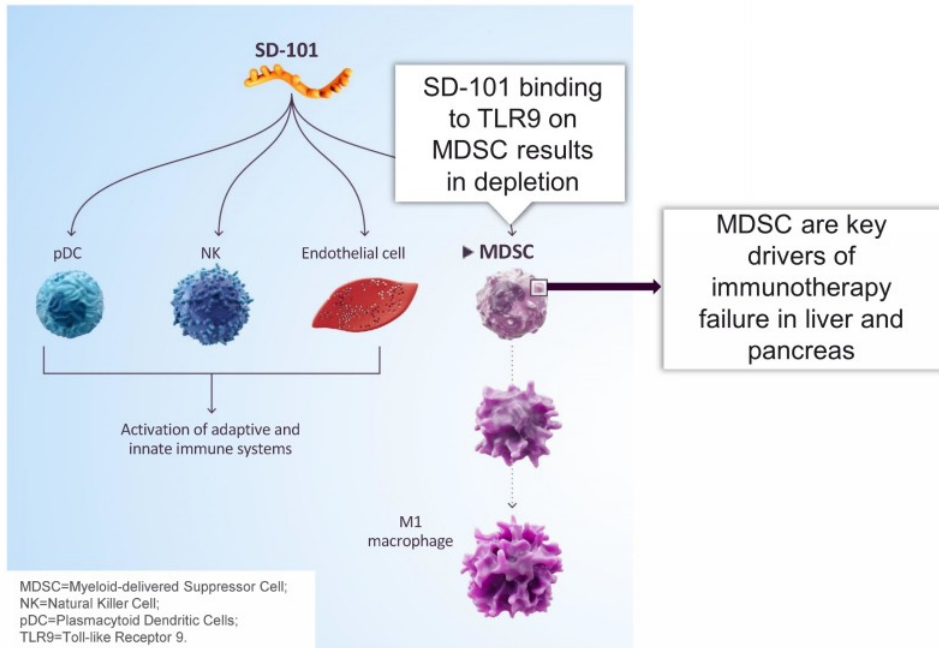 SD-101
SD-101 binding
to TLR9 on
MDSC results
in depletion
pDC
NK
Endothelial cell
▶ MDSC
MDSC are key
drivers of
immunotherapy
failure in liver and
pancreas
Activation of adaptive and
innate immune systems
M1
macrophage
MDSC=Myeloid-delivered Suppressor Cell;
NK=Natural Killer Cell;
pDC=Plasmacytoid Dendritic Cells;
TLR9=Toll-like Receptor 9.